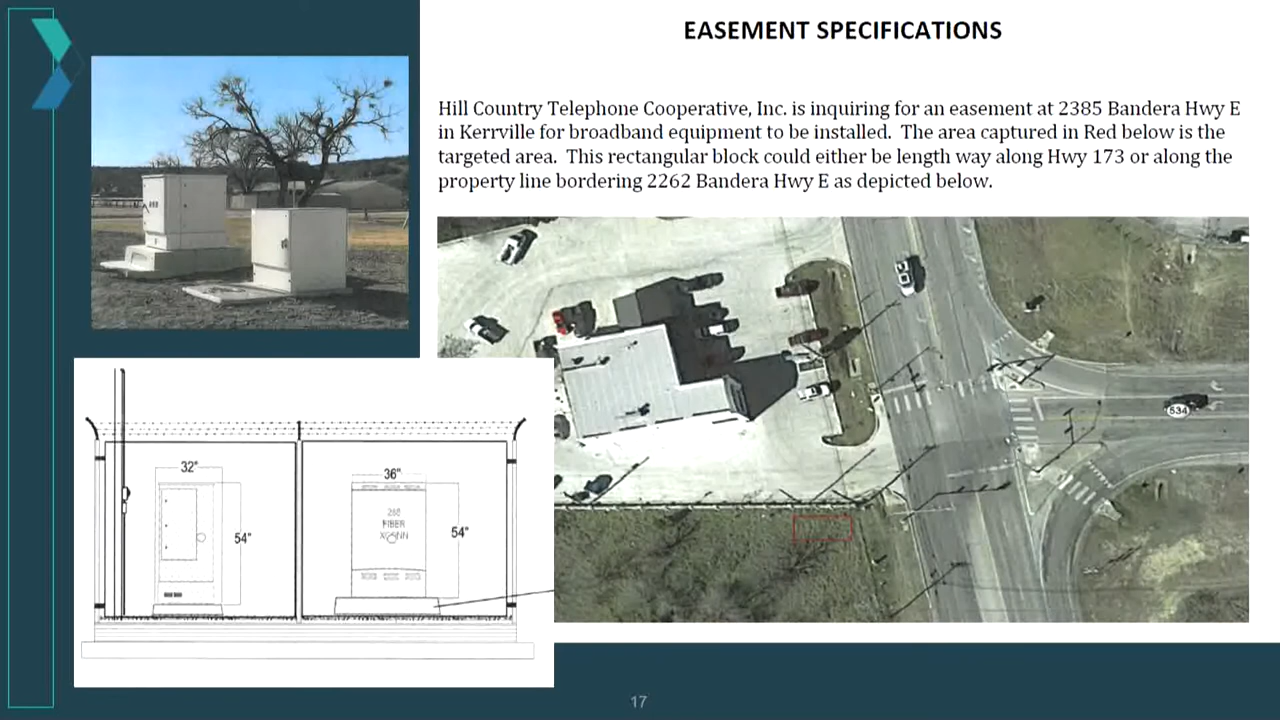 EASEMENT SPECIFICATIONS
Hill Country Telephone Cooperative, Inc. is inquiring for an easement at 2385 Bandera Hwy E
in Kerrville for broadband equipment to be installed. The area captured in Red below is the
targeted area. This rectangular block could either be length way along Hwy 173 or along the
property line bordering 2262 Bandera Hwy E as depicted below.
534
32"
36"
54"
288
FIBER
54"
17